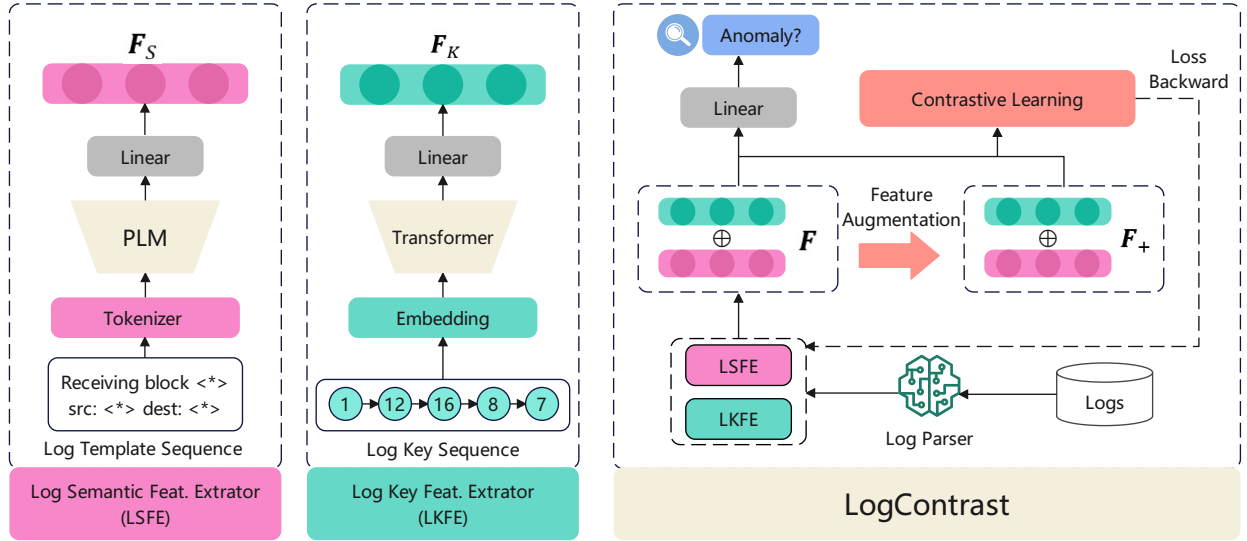 F_S
Linear
PLM
Tokenizer
Receiving block <*>
src: <*> dest: <*>
Log Template Sequence
Log Semantic Feat. Extrator
(LSFE)
F_K
Linear
Transformer
Embedding
1 12 16 8 7
Log Key Sequence
Log Key Feat. Extrator
(LKFE)
Anomaly?
Linear
Contrastive Learning
Loss
Backward
⊕
F
Feature
Augmentation
⊕
F_+
LSFE
LKFE
Log Parser
Logs
LogContrast